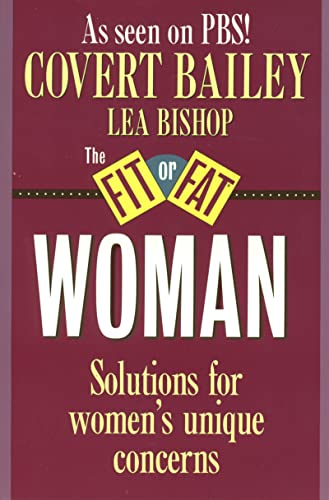 As seen on PBS!
COVERT BAILEY
LEA BISHOP
The FIT or FAT
WOMAN
Solutions for
women's unique
concerns